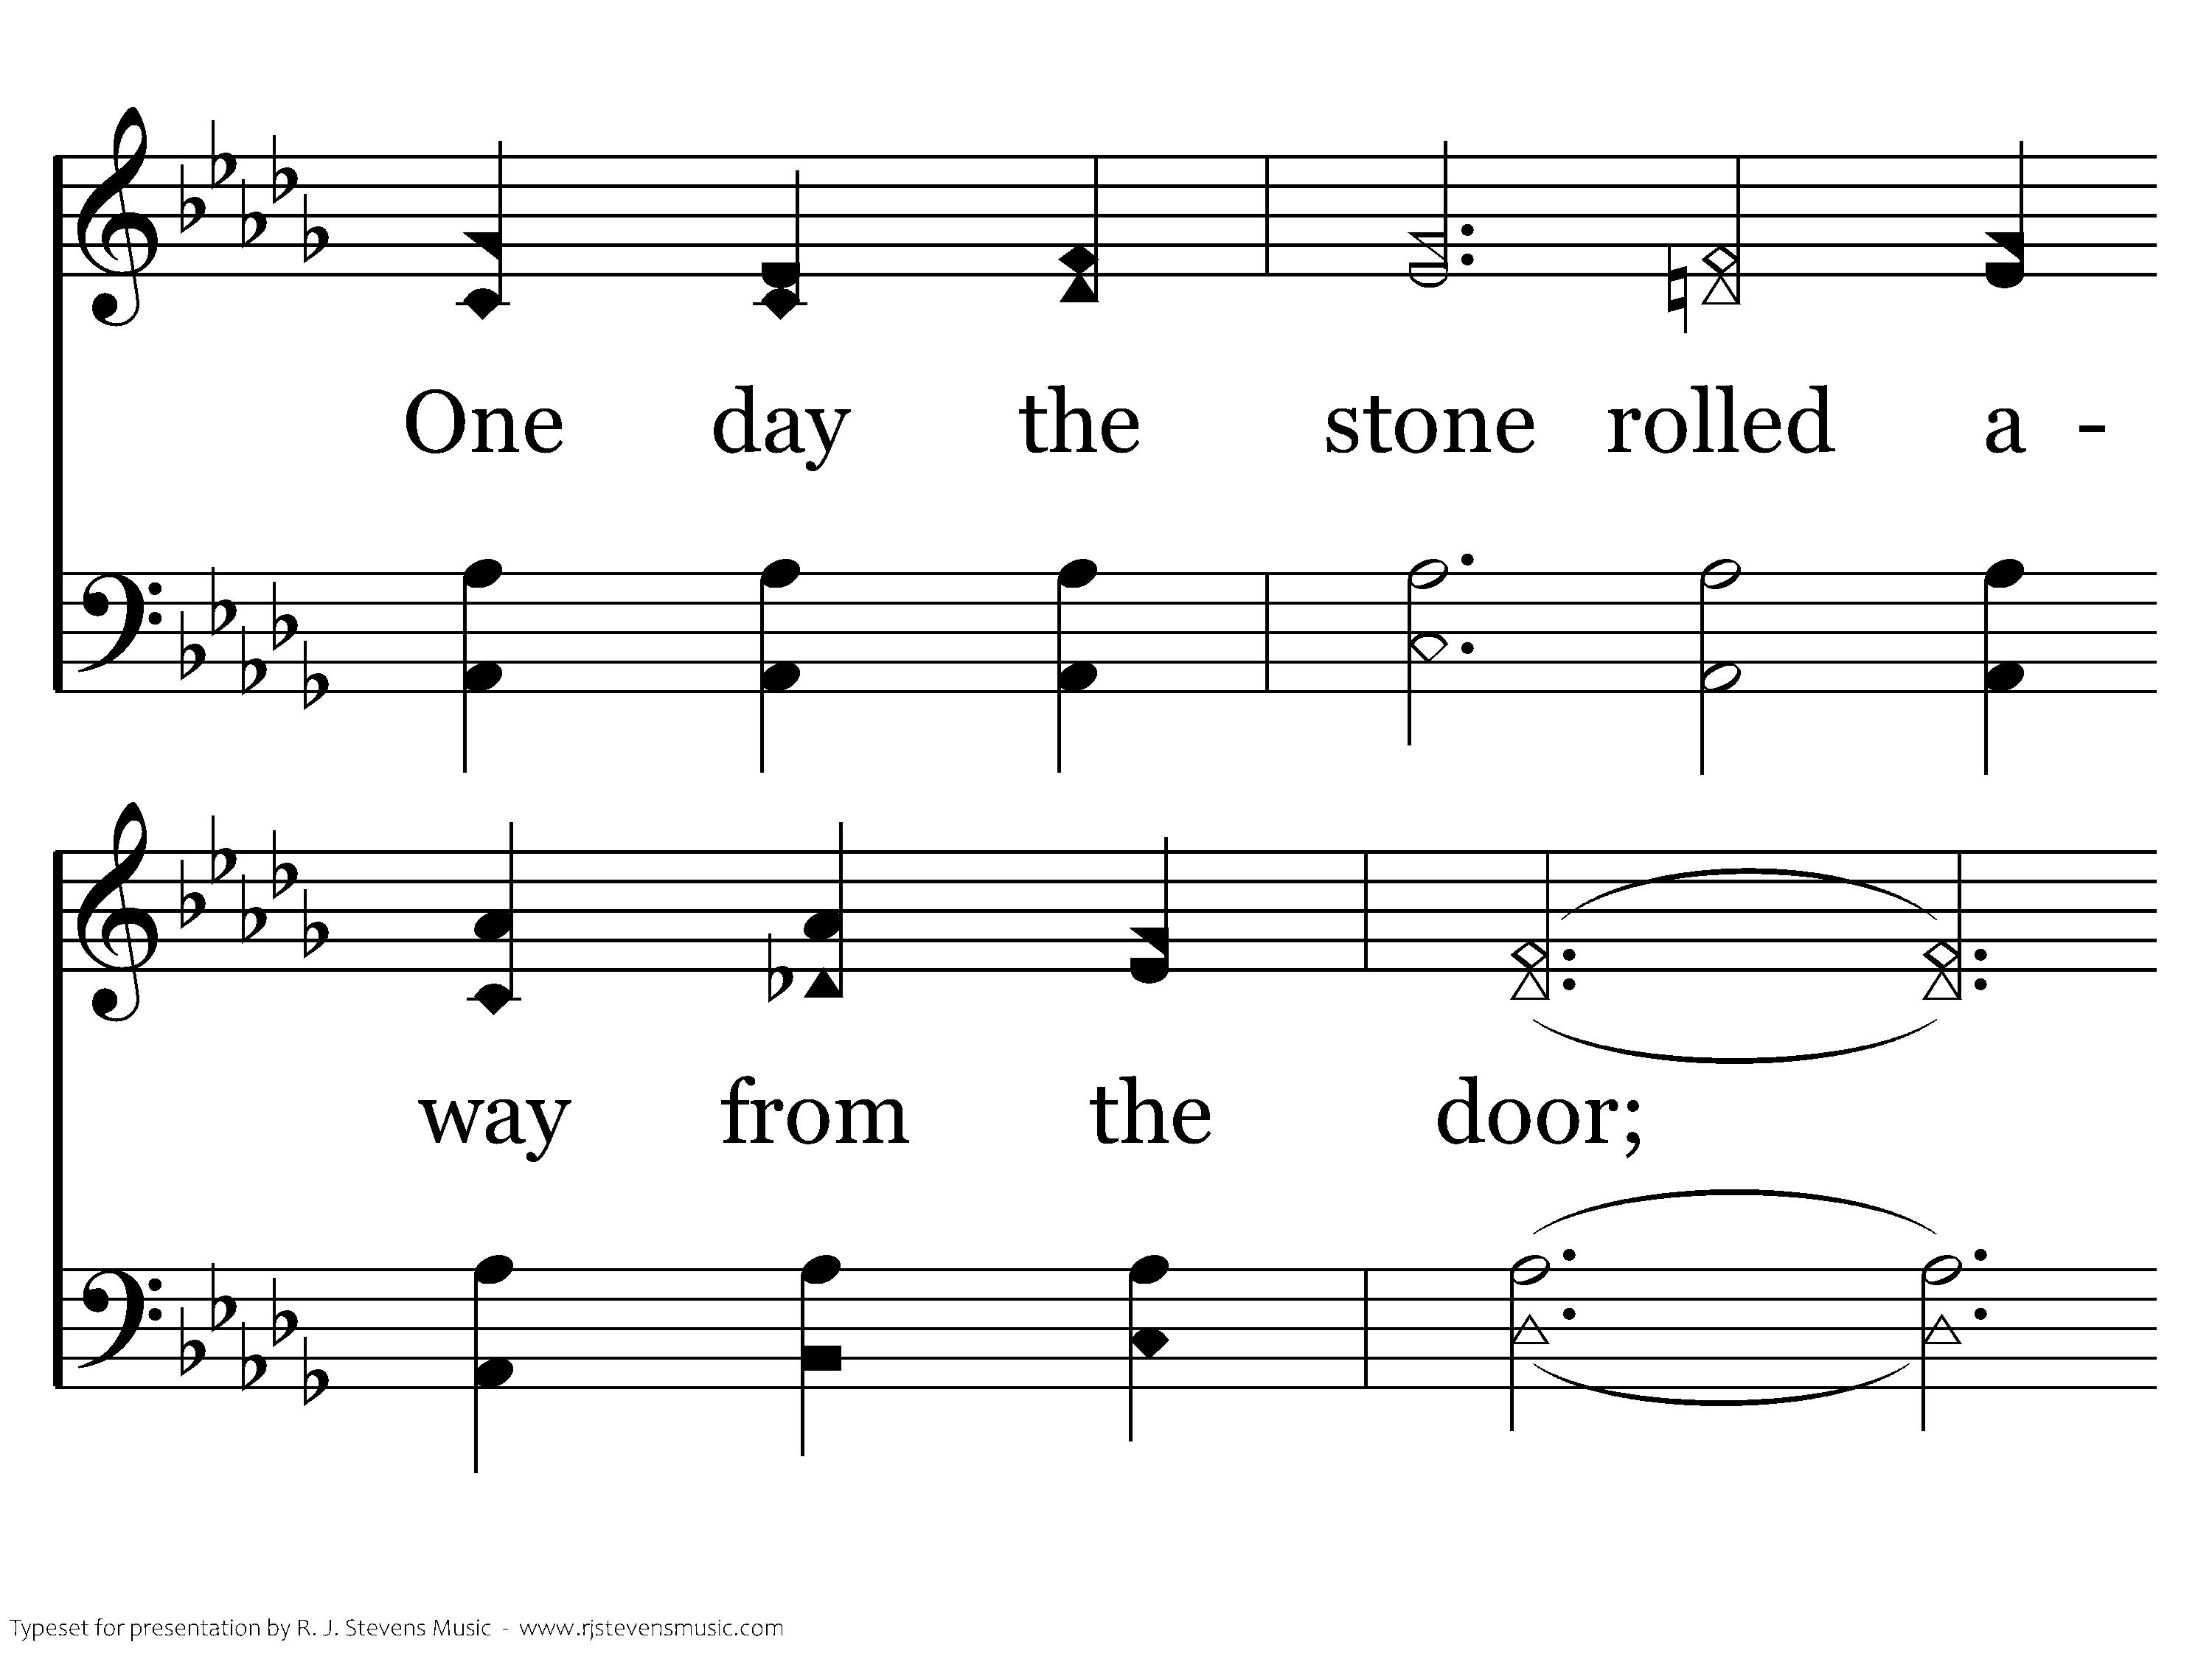 One day the stone rolled a -
way from the door;
Typeset for presentation by R. J. Stevens Music - www.rjstevensmusic.com